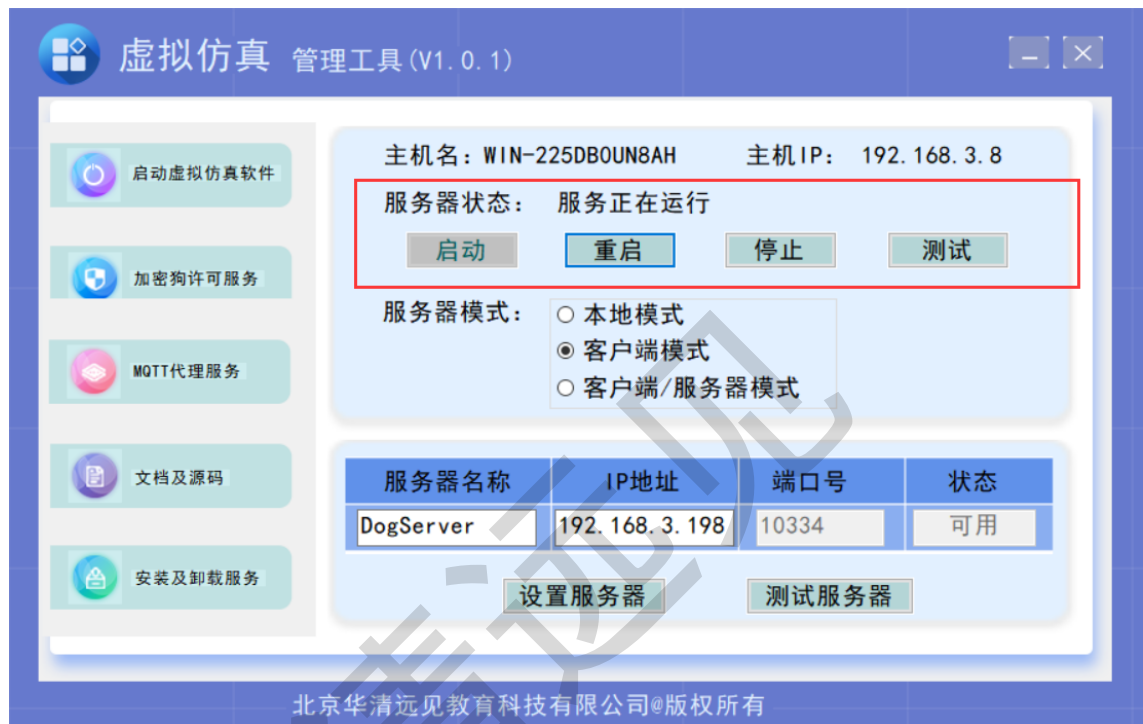 虚拟仿真 管理工具(V1.0.1)
启动虚拟仿真软件
加密狗许可服务
MQTT代理服务
文档及源码
安装及卸载服务
主机名：WIN-225DB0UN8AH 主机IP： 192.168.3.8
服务器状态： 服务正在运行
启动 重启 停止 测试
服务器模式： 本地模式
客户端模式
客户端/服务器模式
服务器名称 IP地址 端口号 状态
DogServer 192.168.3.198 10334 可用
设置服务器 测试服务器
北京华清远见教育科技有限公司@版权所有
清远见